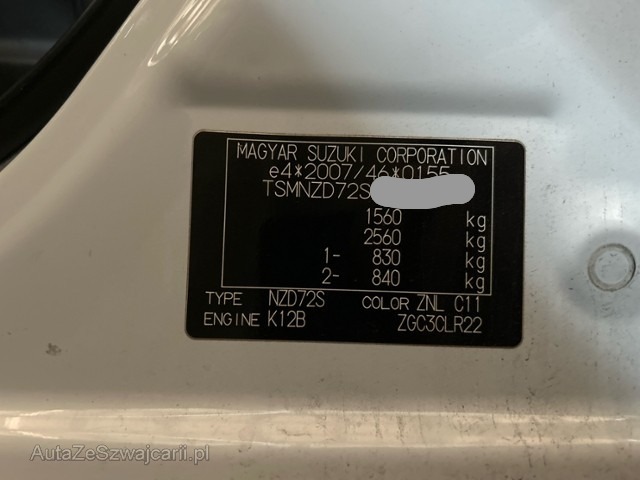 MAGYAR SUZUKI CORPORATION
e4*2007/46*0155
TSMNZD72S
1560 kg
2560 kg
1- 830 kg
2- 840 kg
TYPE NZD72S COLOR ZNL C11
ENGINE K12B ZGC3CLR22
AutaZeSzwajcarii.pl